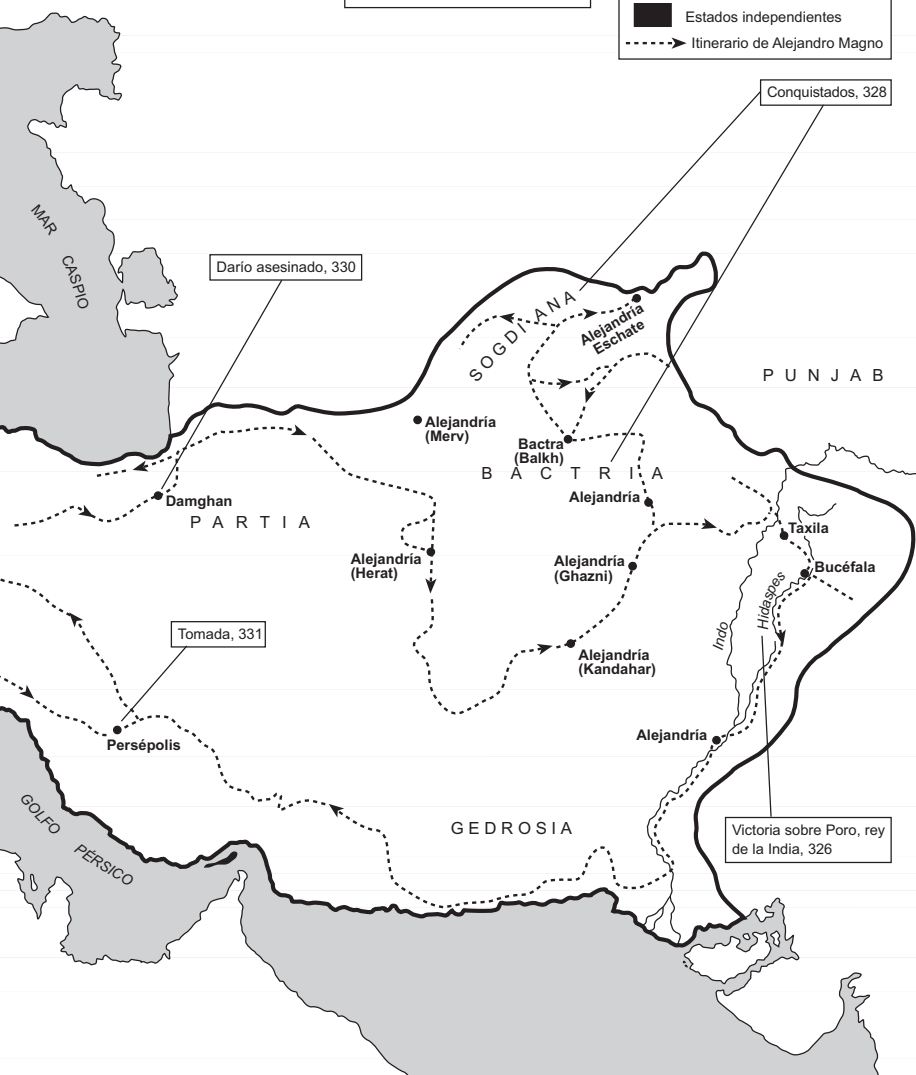 Estados independientes
Itinerario de Alejandro Magno
Conquistados, 328
MAR
CASPIO
Darío asesinado, 330
SOGDIANA
Alejandría
Eschate
PUNJAB
Alejandría
(Merv)
Bactra
(Balkh)
BACTRIA
Damghan
PARTIA
Alejandría
Taxila
Alejandría
(Herat)
Alejandría
(Ghazni)
Bucéfala
Hidaspes
Indo
Tomada, 331
Alejandría
(Kandahar)
Persépolis
Alejandría
GOLFO
PÉRSICO
GEDROSIA
Victoria sobre Poro, rey
de la India, 326